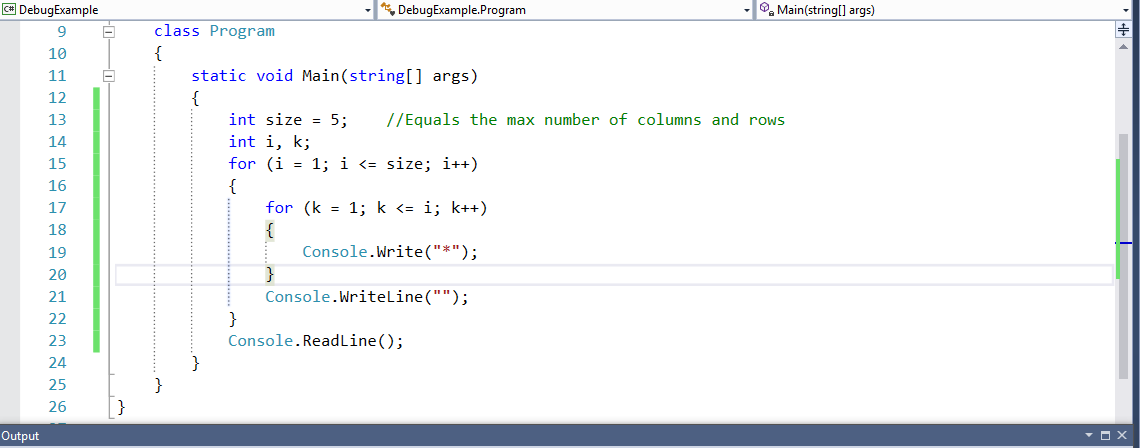 C# DebugExample DebugExample.Program Main(string[] args)
9 class Program
10 {
11 static void Main(string[] args)
12 {
13 int size = 5; //Equals the max number of columns and rows
14 int i, k;
15 for (i = 1; i <= size; i++)
16 {
17 for (k = 1; k <= i; k++)
18 {
19 Console.Write("*");
20 }
21 Console.WriteLine("");
22 }
23 Console.ReadLine();
24 }
25 }
26 }
Output